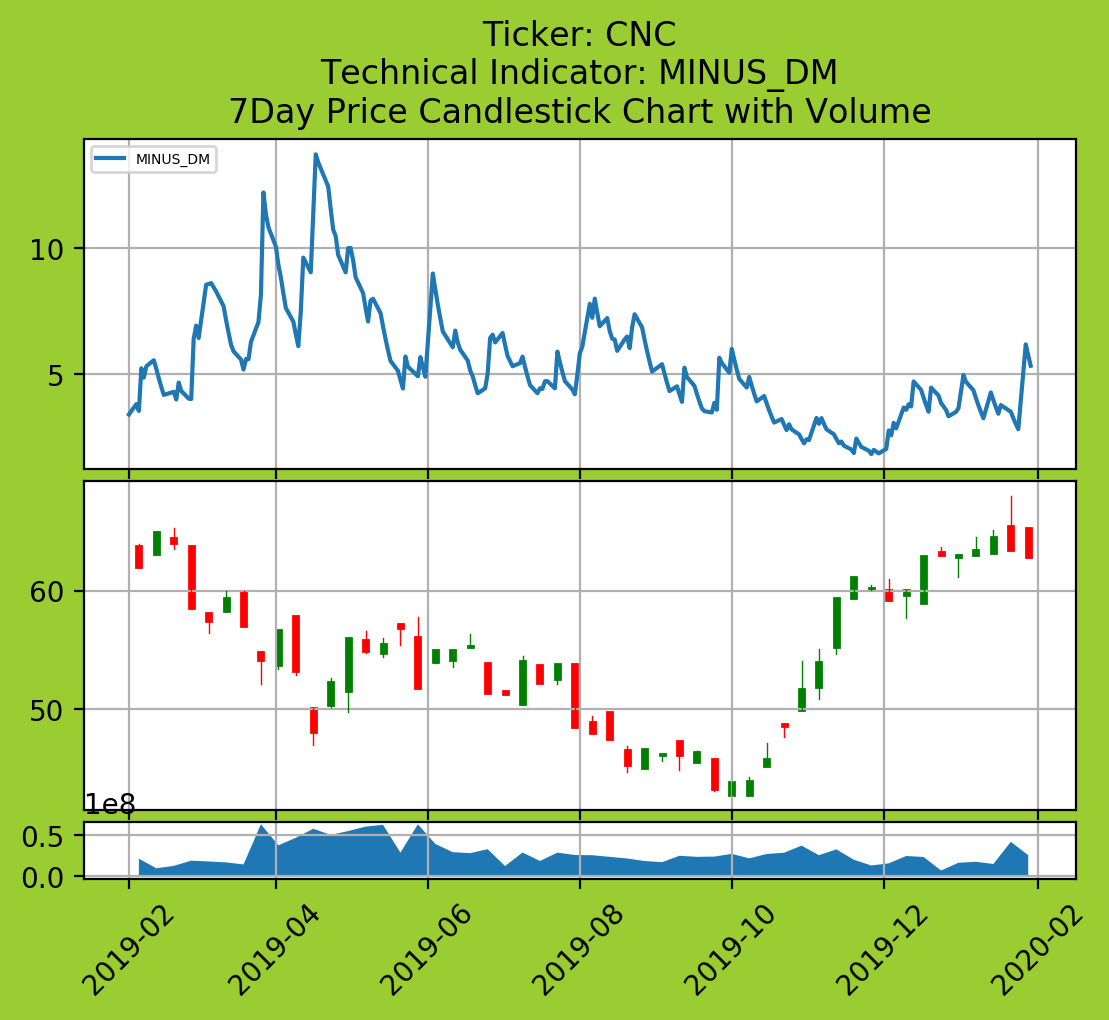 Ticker: CNC
Technical Indicator: MINUS_DM
7Day Price Candlestick Chart with Volume
MINUS_DM
10
5
60
50
1e8
0.5
0.0
2019-02
2019-04
2019-06
2019-08
2019-10
2019-12
2020-02